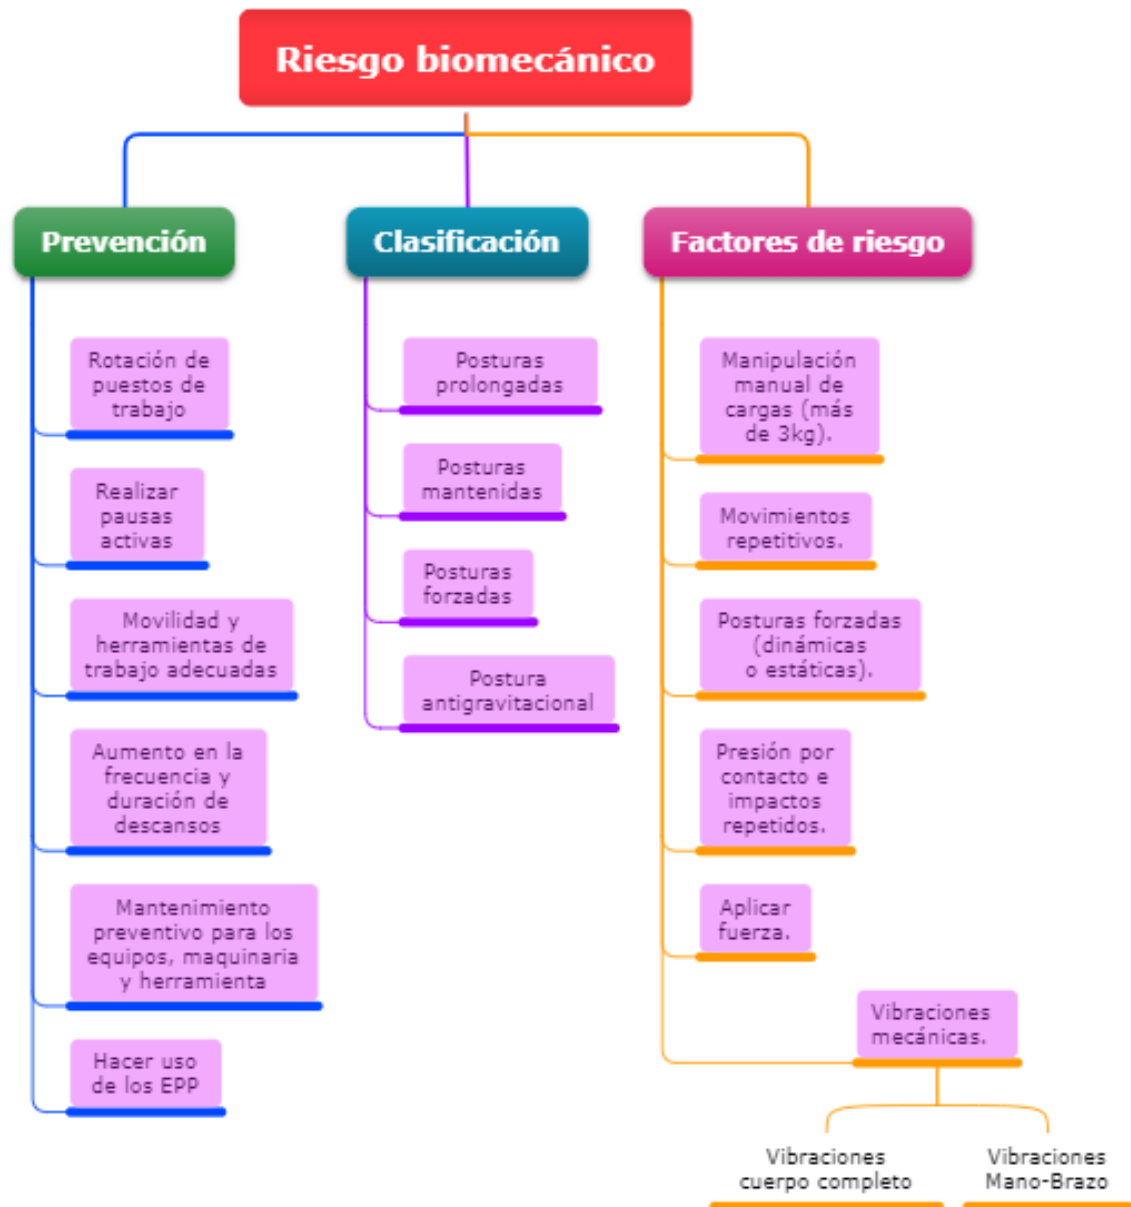 Riesgo biomecánico
Prevención
Rotación de
puestos de
trabajo
Realizar
pausas
activas
Movilidad y
herramientas de
trabajo adecuadas
Aumento en la
frecuencia y
duración de
descansos
Mantenimiento
preventivo para los
equipos, maquinaria
y herramienta
Hacer uso
de los EPP
Clasificación
Posturas
prolongadas
Posturas
mantenidas
Posturas
forzadas
Postura
antigravitacional
Factores de riesgo
Manipulación
manual de
cargas (más
de 3kg).
Movimientos
repetitivos.
Posturas forzadas
(dinámicas
o estáticas).
Presión por
contacto e
impactos
repetidos.
Aplicar
fuerza.
Vibraciones
mecánicas.
Vibraciones
cuerpo completo
Vibraciones
Mano-Brazo